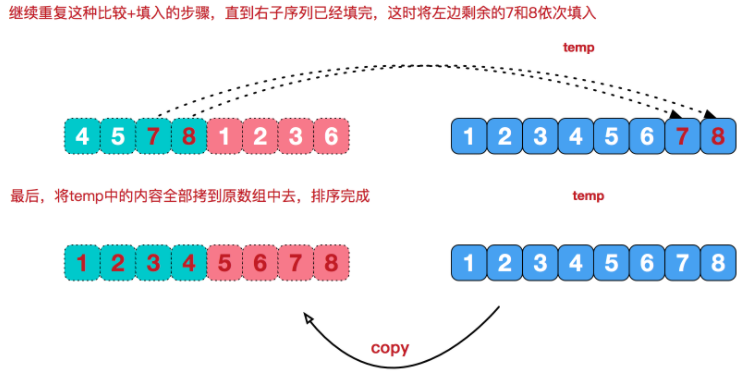 继续重复这种比较+填入的步骤，直到右子序列已经填完，这时将左边剩余的7和8依次填入
temp
4 5 7 8 1 2 3 6
1 2 3 4 5 6 7 8
最后，将temp中的内容全部拷到原数组中去，排序完成
temp
1 2 3 4 5 6 7 8
1 2 3 4 5 6 7 8
copy